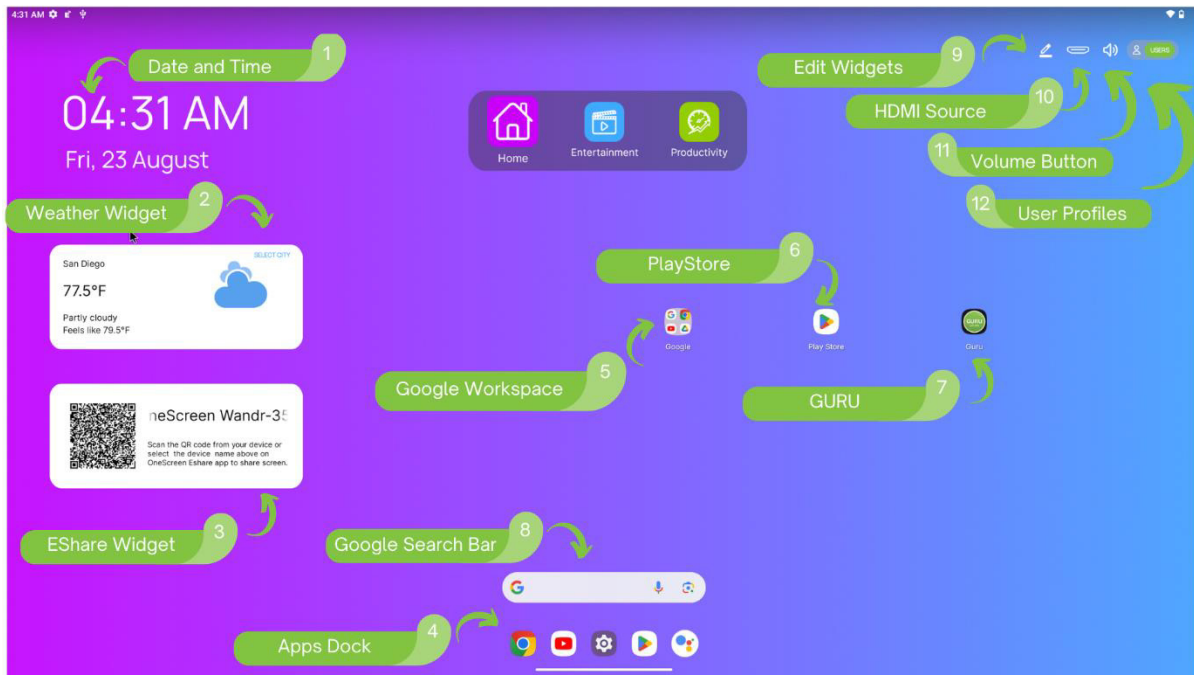 4:31 AM
Date and Time 1
04:31 AM
Fri, 23 August
Weather Widget 2
San Diego
SELECT CITY
77.5°F
Partly cloudy
Feels like 79.5°F
neScreen Wandr-35
Scan the QR code from your device or
select the device name above on
OneScreen Eshare app to share screen.
EShare Widget 3
Home
Entertainment
Productivity
Edit Widgets 9
USERS
HDMI Source 10
11 Volume Button
12 User Profiles
PlayStore 6
Google
Play Store
GURU
Guru
Google Workspace 5
GURU 7
Google Search Bar 8
G
Apps Dock 4